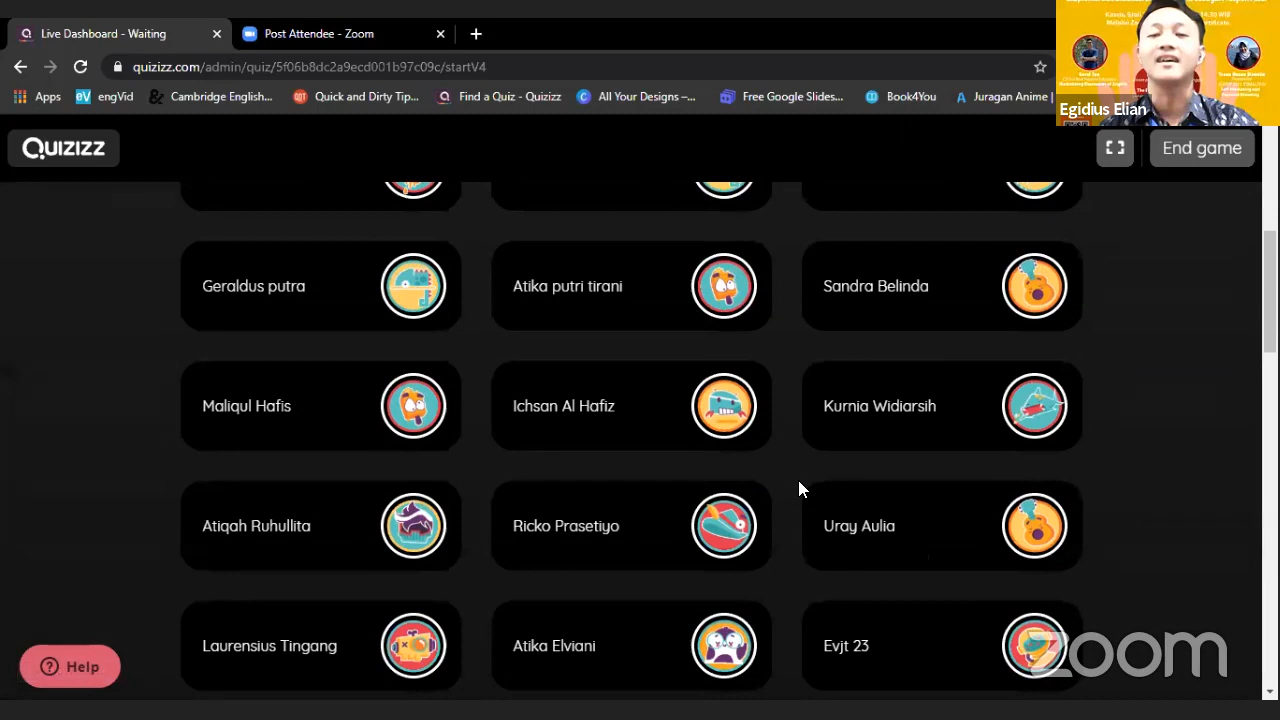 Live Dashboard - Waiting
Post Attendee - Zoom
quizizz.com/admin/quiz/5f06b8dc2a9ecd001b97c09c/start/4
Apps
engVid
Cambridge English...
Quick and Dirty Tip...
Find a Quiz
All Your Designs –...
Free Google Slides...
Book4You
Juragan Anime |
Egidius Elian
Quizizz
End game
Geraldus putra
Atika putri tirani
Sandra Belinda
Maliqul Hafis
Ichsan Al Hafiz
Kurnia Widiarsih
Atiqah Ruhullita
Ricko Prasetiyo
Uray Aulia
Laurensius Tingang
Atika Elviani
Evjt 23
Help
zoom